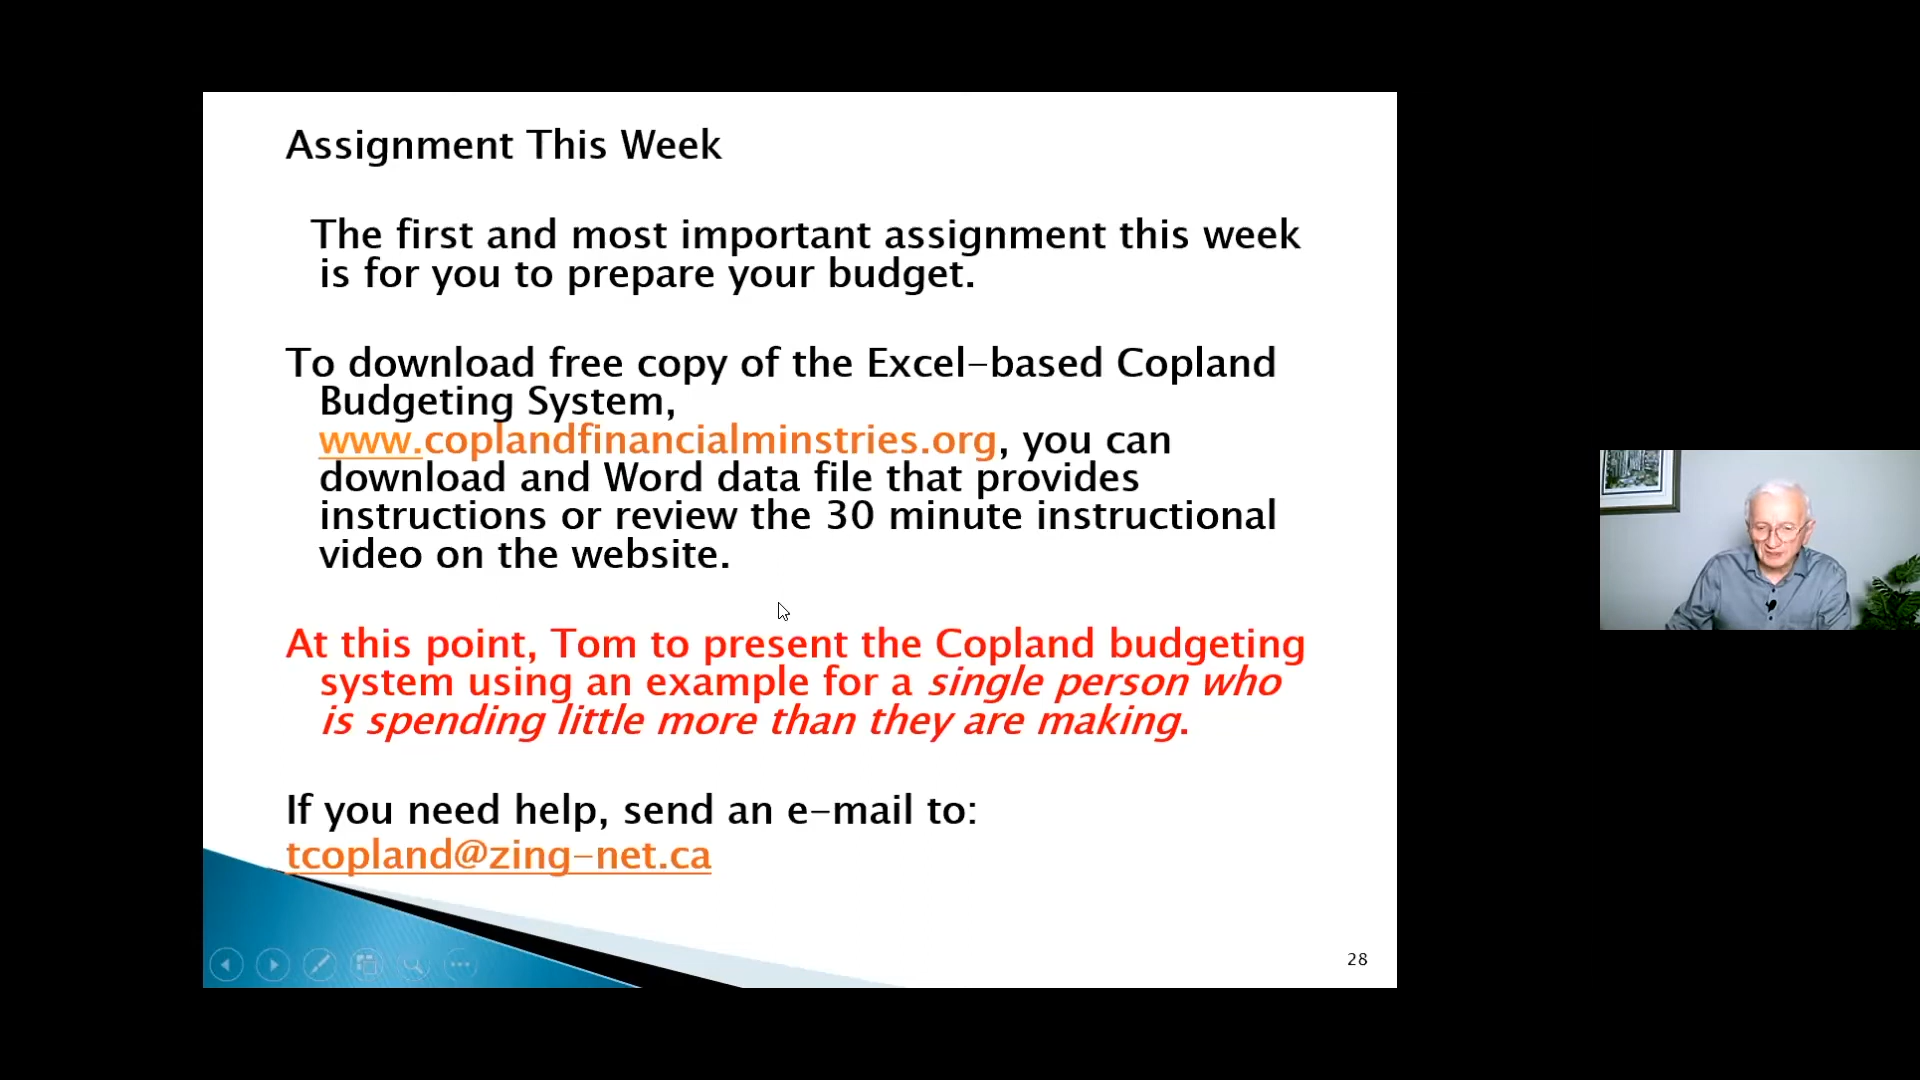 Assignment This Week
The first and most important assignment this week
is for you to prepare your budget.
To download free copy of the Excel-based Copland
Budgeting System,
www.coplandfinancialminstries.org, you can
download and Word data file that provides
instructions or review the 30 minute instructional
video on the website.
At this point, Tom to present the Copland budgeting
system using an example for a single person who
is spending little more than they are making.
If you need help, send an e-mail to:
tcopland@zing-net.ca
28